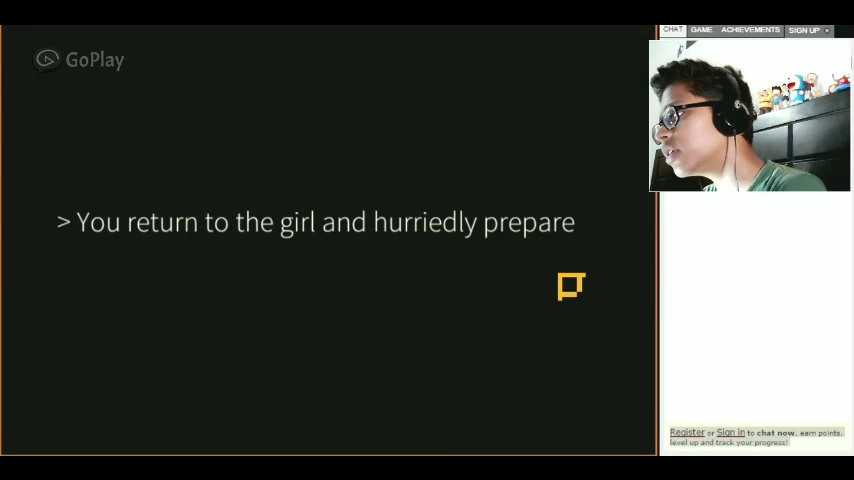 CHAT GAME ACHIEVEMENTS SIGN UP
GoPlay
> You return to the girl and hurriedly prepare
Register or Sign in to chat now, earn points,
level up and track your progress!